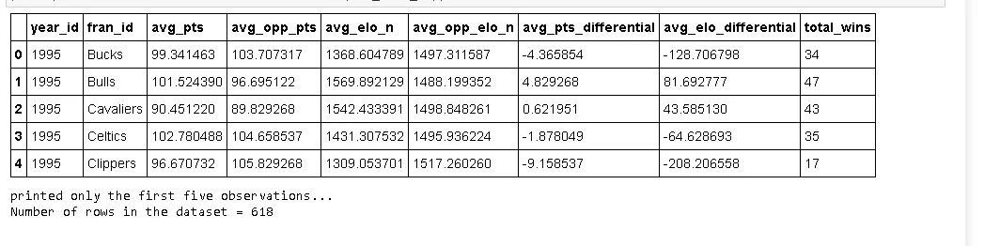 year_id fran_id avg_pts avg_opp_pts avg_elo_n avg_opp_elo_n avg_pts_differential avg_elo_differential total_wins
0 1995 Bucks 99.341463 103.707317 1368.604789 1497.311587 -4.365854 -128.706798 34
1 1995 Bulls 101.524390 96.695122 1569.892129 1488.199352 4.829268 81.692777 47
2 1995 Cavaliers 90.451220 89.829268 1542.433391 1498.848261 0.621951 43.585130 43
3 1995 Celtics 102.780488 104.658537 1431.307532 1495.936224 -1.878049 -64.628693 35
4 1995 Clippers 96.670732 105.829268 1309.053701 1517.260260 -9.158537 -208.206558 17
printed only the first five observations...
Number of rows in the dataset = 618